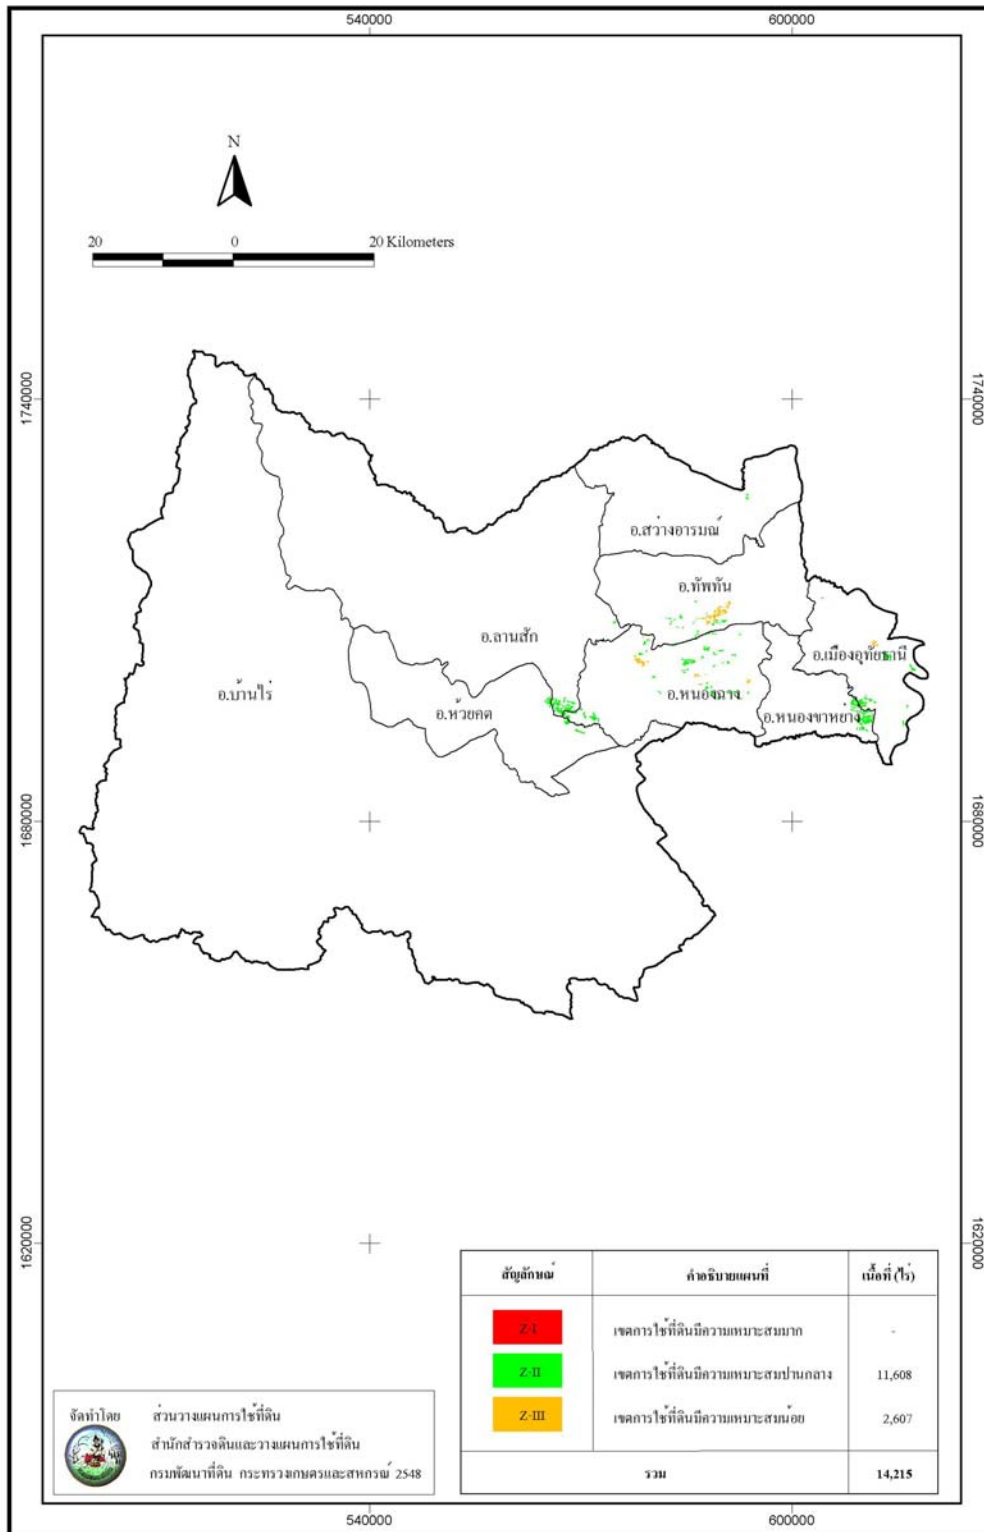 540000 600000
N
20 0 20 Kilometers
1740000 1740000
อ.สว่างอารมณ์
อ.ทัพทัน
อ.ลานสัก
อ.เมืองอุทัยธานี
อ.บ้านไร่
อ.หนองฉาง
อ.ห้วยคต
อ.หนองขาหย่าง
1680000 1680000
1620000 1620000
สัญลักษณ์ คำอธิบายแผนที่ เนื้อที่ (ไร่)
Z-I เขตการใช้ที่ดินมีความเหมาะสมมาก -
Z-II เขตการใช้ที่ดินมีความเหมาะสมปานกลาง 11,608
Z-III เขตการใช้ที่ดินมีความเหมาะสมน้อย 2,607
รวม 14,215
จัดทำโดย ส่วนวางแผนการใช้ที่ดิน
สำนักสำรวจดินและวางแผนการใช้ที่ดิน
กรมพัฒนาที่ดิน กระทรวงเกษตรและสหกรณ์ 2548
540000 600000